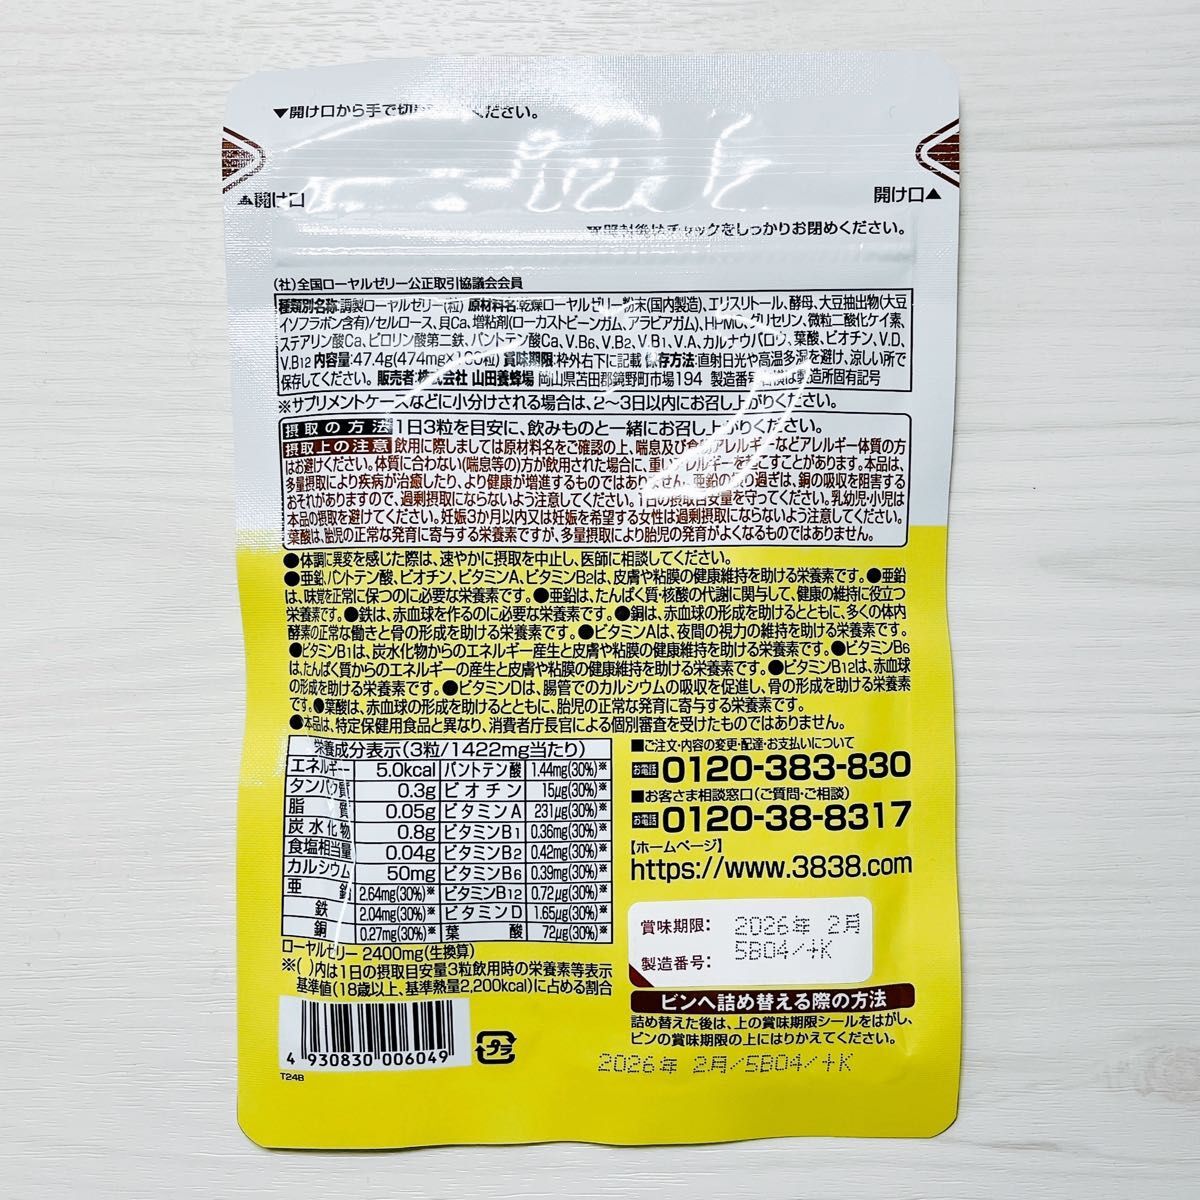 ▼開け口から手で切 ください。
▲開け口
開け口▲
チャックをしっかりお閉めください。
(社)全国ローヤルゼリー公正取引協議会会員
種類別名称:調製ローヤルゼリー(粒) 原材料名:乾燥ローヤルゼリー粉末(国内製造)、エリスリトール、酵母、大豆抽出物(大豆
イソフラボン含有)/セルロース、貝Ca、増粘剤(ローカストビーンガム、アラビアガム)、HPMC、グリセリン、微粒二酸化ケイ素、
ステアリン酸Ca、ピロリン酸第二鉄、パントテン酸Ca、V.B6、V.B2、V.B1、V.A、カルナウバロウ、葉酸、ビオチン、V.D、
V.B12 内容量:47.4g(474mg×100粒) 賞味期限:枠外右下に記載 保存方法:直射日光や高温多湿を避け、涼しい所で
保存してください。 販売者:株式会社 山田養蜂場 岡山県苫田郡鏡野町市場194 製造番号右横は製造所固有記号
※サプリメントケースなどに小分けされる場合は、2〜3日以内にお召し上がりください。
摂取の方法 1日3粒を目安に、飲みものと一緒にお召し上がりください。
摂取上の注意 飲用に際しましては原材料名をご確認の上、喘息及び食物アレルギーなどアレルギー体質の方
はお避けください。体質に合わない(喘息等の)方が飲用された場合に、重いアレルギーを起こすことがあります。本品は、
多量摂取により疾病が治癒したり、より健康が増進するものではありません。亜鉛の摂り過ぎは、銅の吸収を阻害する
おそれがありますので、過剰摂取にならないよう注意してください。1日の摂取目安量を守ってください。乳幼児・小児は
本品の摂取を避けてください。妊娠3か月以内又は妊娠を希望する女性は過剰摂取にならないよう注意してください。
葉酸は、胎児の正常な発育に寄与する栄養素ですが、多量摂取により胎児の発育がよくなるものではありません。
●体調に異変を感じた際は、速やかに摂取を中止し、医師に相談してください。
●亜鉛、パントテン酸、ビオチン、ビタミンA、ビタミンB2は、皮膚や粘膜の健康維持を助ける栄養素です。●亜鉛
は、味覚を正常に保つのに必要な栄養素です。●亜鉛は、たんぱく質・核酸の代謝に関与して、健康の維持に役立つ
栄養素です。●鉄は、赤血球を作るのに必要な栄養素です。●銅は、赤血球の形成を助けるとともに、多くの体内
酵素の正常な働きと骨の形成を助ける栄養素です。●ビタミンAは、夜間の視力の維持を助ける栄養素です。
●ビタミンB1は、炭水化物からのエネルギー産生と皮膚や粘膜の健康維持を助ける栄養素です。●ビタミンB6
は、たんぱく質からのエネルギーの産生と皮膚や粘膜の健康維持を助ける栄養素です。●ビタミンB12は、赤血球
の形成を助ける栄養素です。●ビタミンDは、腸管でのカルシウムの吸収を促進し、骨の形成を助ける栄養素で
す。●葉酸は、赤血球の形成を助けるとともに、胎児の正常な発育に寄与する栄養素です。
●本品は、特定保健用食品と異なり、消費者庁長官による個別審査を受けたものではありません。
栄養成分表示(3粒/1422mg当たり)
エネルギー 5.0kcal パントテン酸 1.44mg(30%)※
タンパク質 0.3g ビオチン 15μg(30%)※
脂質 0.05g ビタミンA 231μg(30%)※
炭水化物 0.8g ビタミンB1 0.36mg(30%)※
食塩相当量 0.04g ビタミンB2 0.42mg(30%)※
カルシウム 50mg ビタミンB6 0.39mg(30%)※
亜鉛 2.64mg(30%)※ ビタミンB12 0.72μg(30%)※
鉄 2.04mg(30%)※ ビタミンD 1.65μg(30%)※
銅 0.27mg(30%)※ 葉酸 72μg(30%)※
ローヤルゼリー 2400mg(生換算)
※( )内は1日の摂取目安量3粒飲用時の栄養素等表示
基準値(18歳以上、基準熱量2,200kcal)に占める割合
4 930830 006049
プラ
T24B
■ご注文・内容の変更・配達・お支払いについて
お電話 0120-383-830
■お客さま相談窓口(ご質問・ご相談)
お電話 0120-38-8317
【ホームページ】
https://www.3838.com
賞味期限: 2026年 2月
製造番号: 5B04/+K
ビンへ詰め替える際の方法
詰め替えた後は、上の賞味期限シールをはがし、
ビンの賞味期限の上にはりかえてください。
2026年 2月/5B04/+K